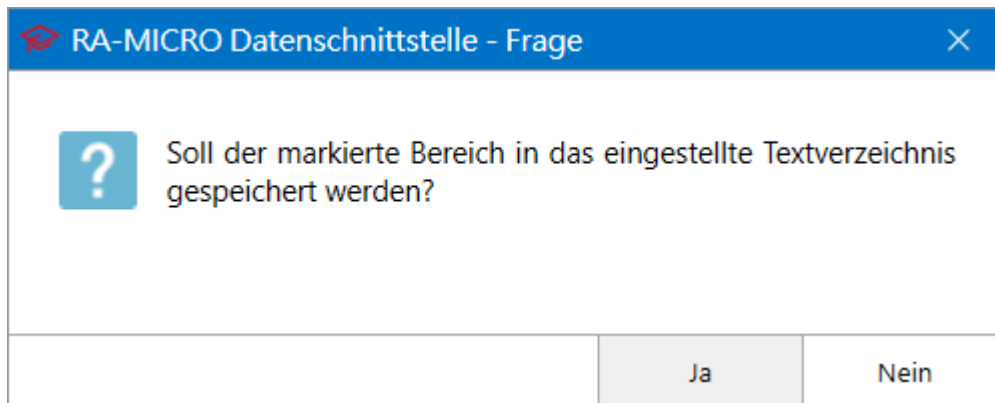 RA-MICRO Datenschnittstelle - Frage
Soll der markierte Bereich in das eingestellte Textverzeichnis
gespeichert werden?
Ja
Nein